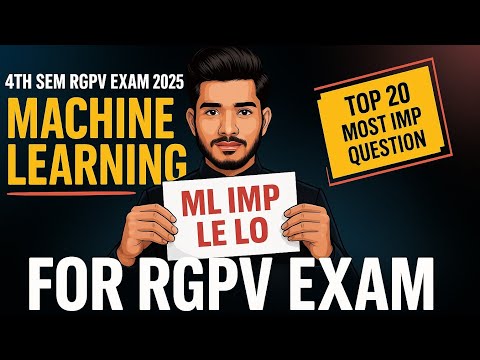 4TH SEM RGPV EXAM 2025
MACHINE
LEARNING
TOP 20
MOST IMP
QUESTION
ML IMP
LE LO
FOR RGPV EXAM